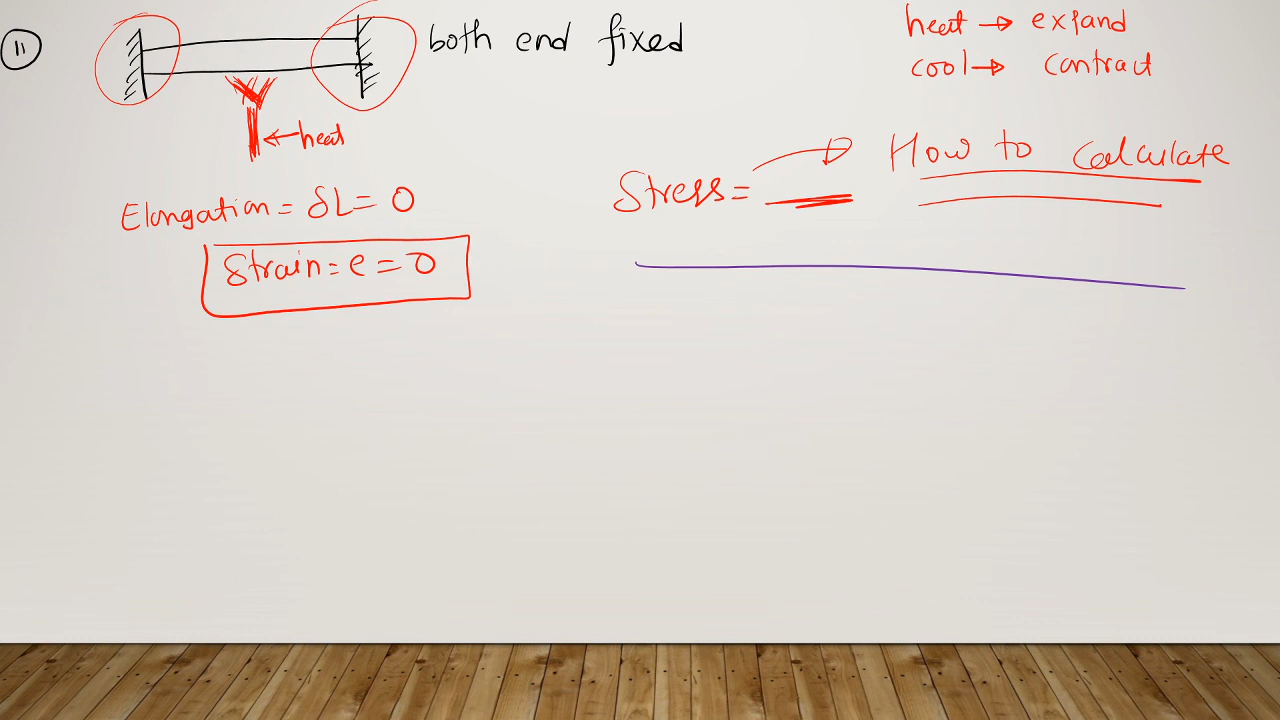 11 both end fixed
heat → expand
cool → contract
← heat
Stress = → How to calculate
Elongation = δL = 0
Strain = e = 0